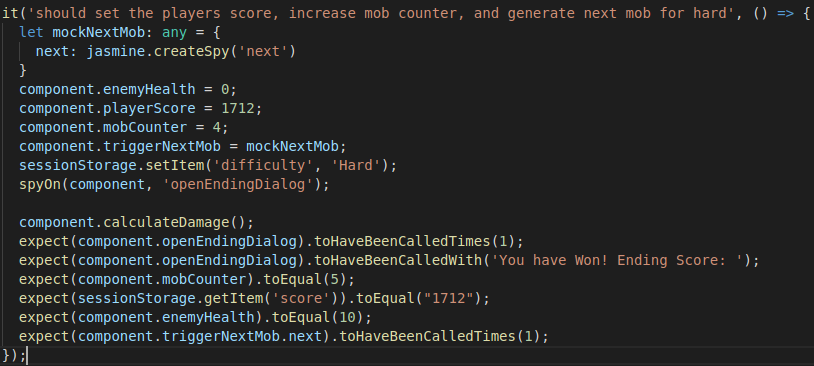 it('should set the players score, increase mob counter, and generate next mob for hard', () => {
  let mockNextMob: any = {
    next: jasmine.createSpy('next')
  }
  component.enemyHealth = 0;
  component.playerScore = 1712;
  component.mobCounter = 4;
  component.triggerNextMob = mockNextMob;
  sessionStorage.setItem('difficulty', 'Hard');
  spyOn(component, 'openEndingDialog');

  component.calculateDamage();
  expect(component.openEndingDialog).toHaveBeenCalledTimes(1);
  expect(component.openEndingDialog).toHaveBeenCalledWith('You have Won! Ending Score: ');
  expect(component.mobCounter).toEqual(5);
  expect(sessionStorage.getItem('score')).toEqual("1712");
  expect(component.enemyHealth).toEqual(10);
  expect(component.triggerNextMob.next).toHaveBeenCalledTimes(1);
});